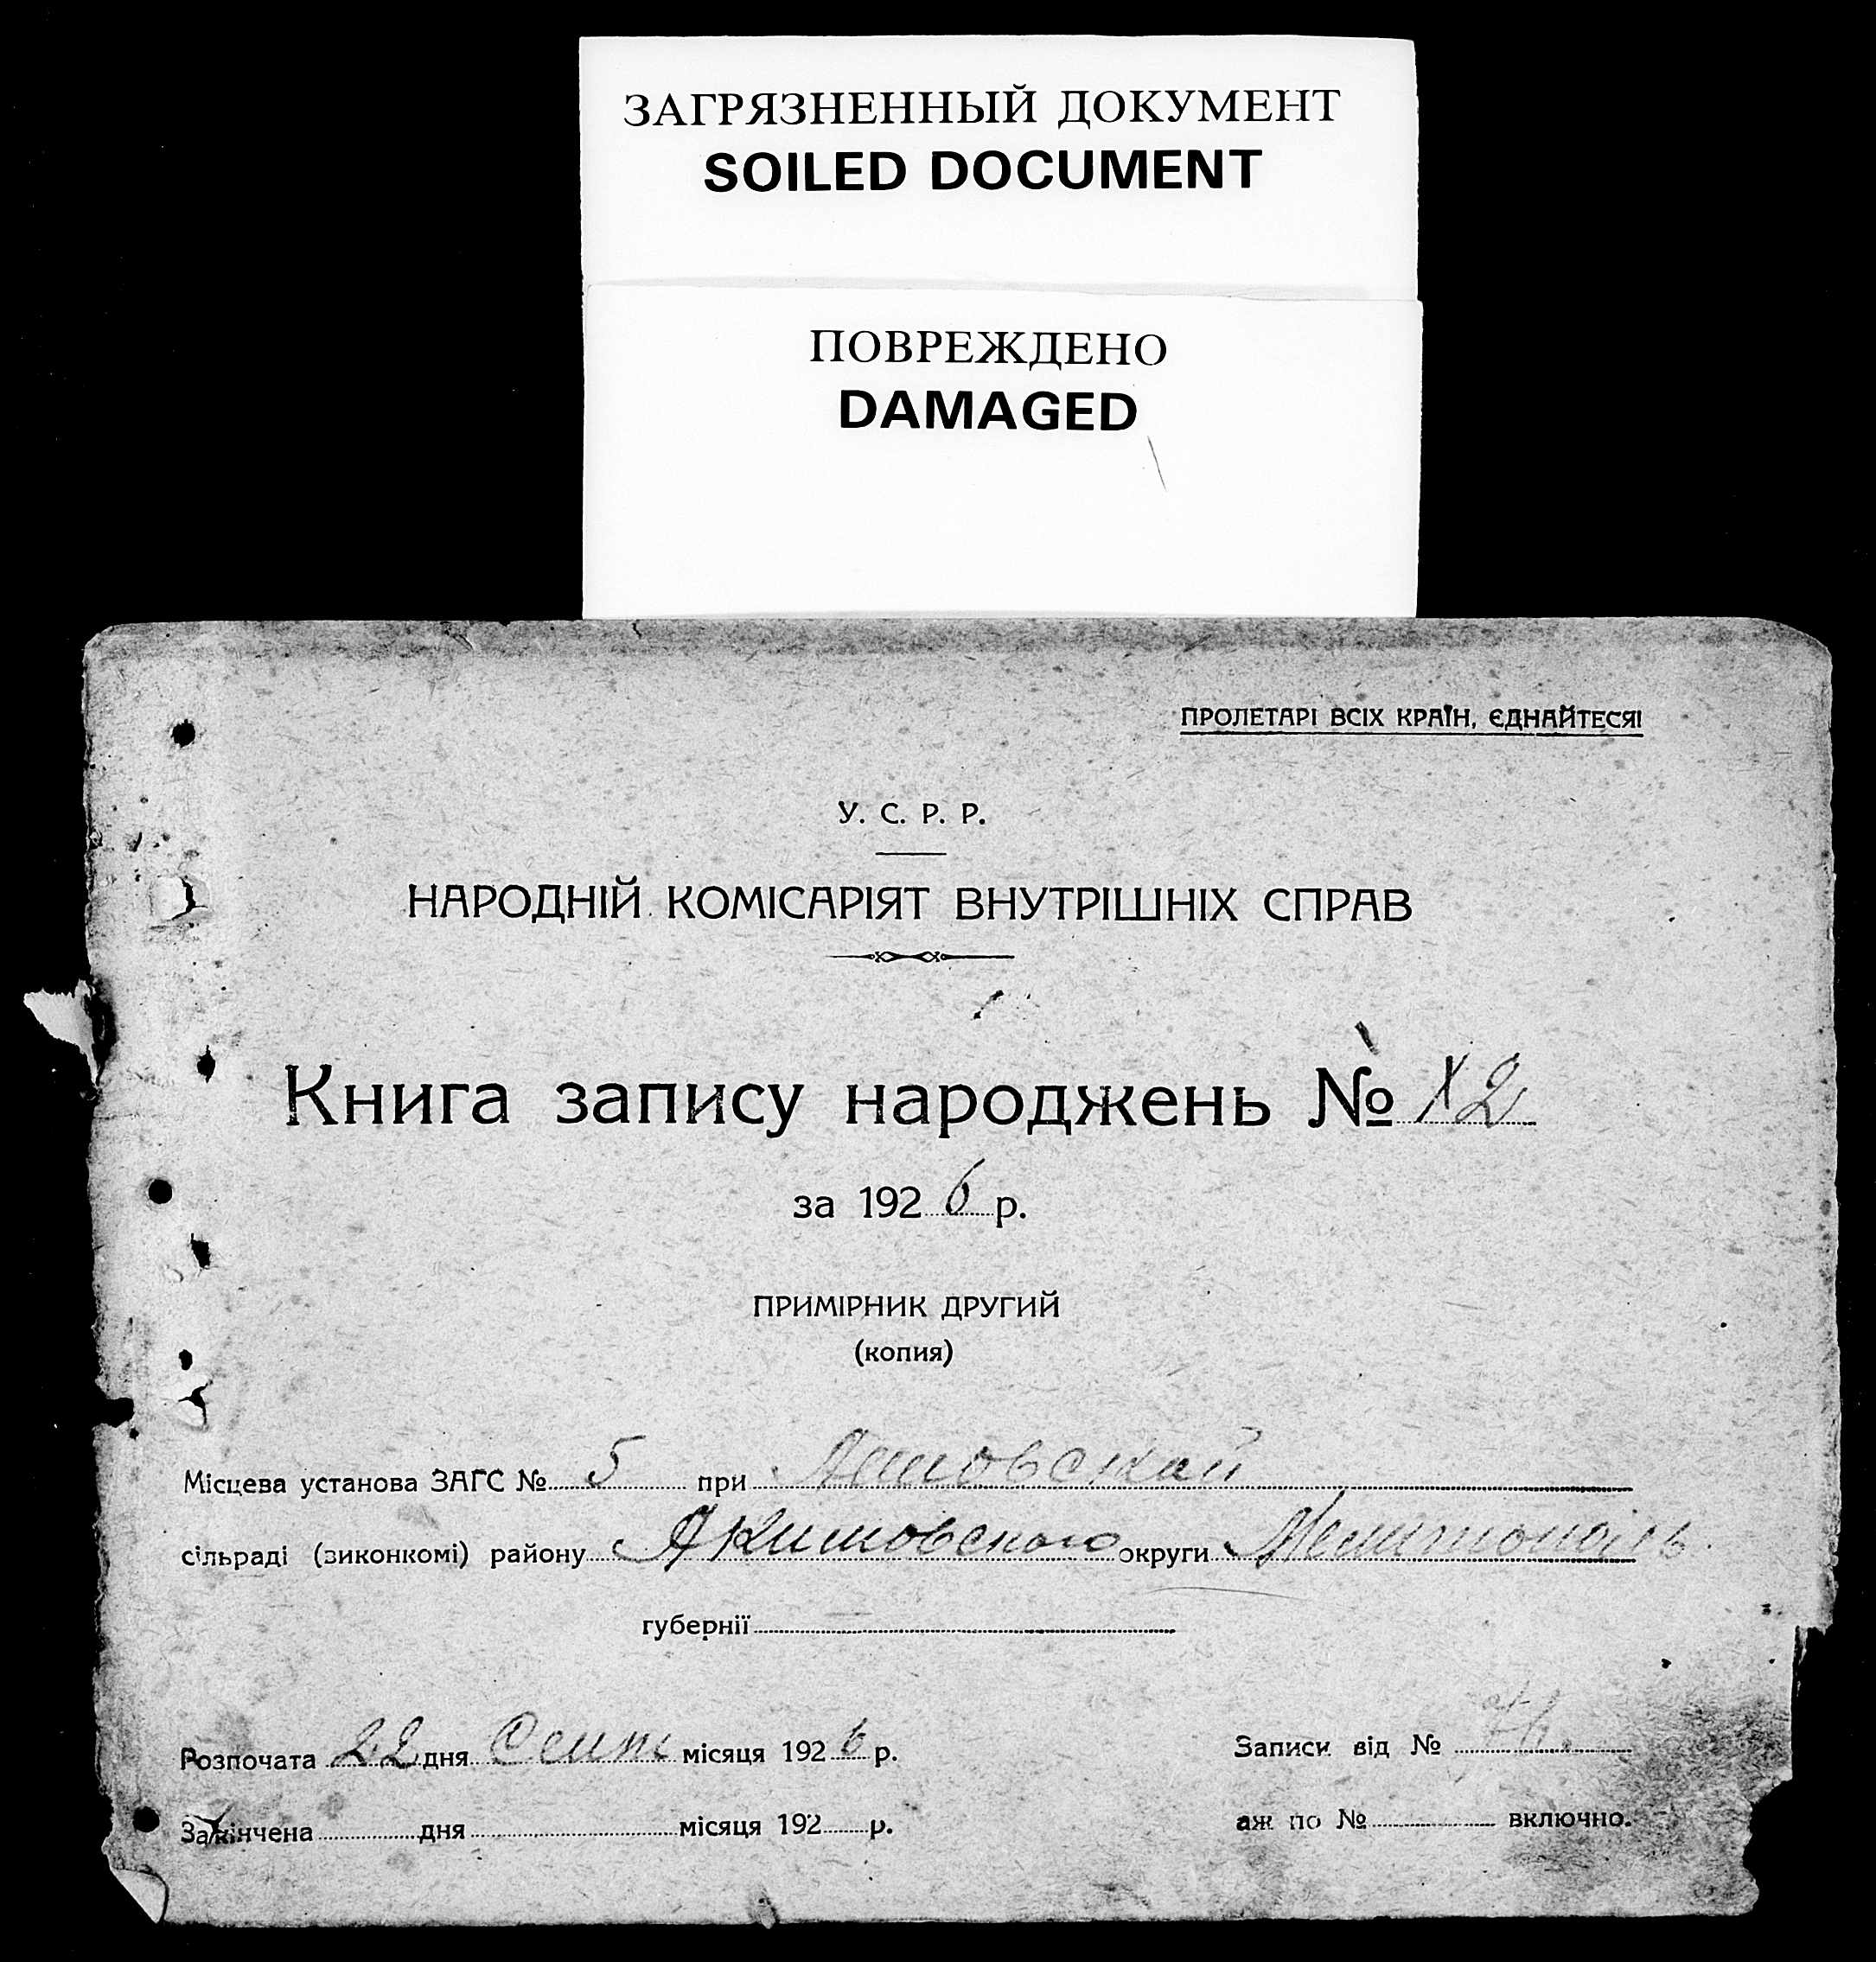 ЗАГРЯЗНЕННЫЙ ДОКУМЕНТ
SOILED DOCUMENT
ПОВРЕЖДЕНО
DAMAGED
ПРОЛЕТАРІ ВСІХ КРАЇН, ЄДНАЙТЕСЯ!
У. С. Р. Р.
НАРОДНІЙ КОМІСАРІЯТ ВНУТРІШНІХ СПРАВ
Книга запису народжень №
за 1926 р.
ПРИМІРНИК ДРУГИЙ
(копия)
Місцева установа ЗАГС № 5 при
сільраді (виконкомі) району Акимовского округи
губернії
Розпочата 22 дня Сент місяця 1926 р.
Записи від №
Закінчена дня місяця 192 р.
аж по № включно.